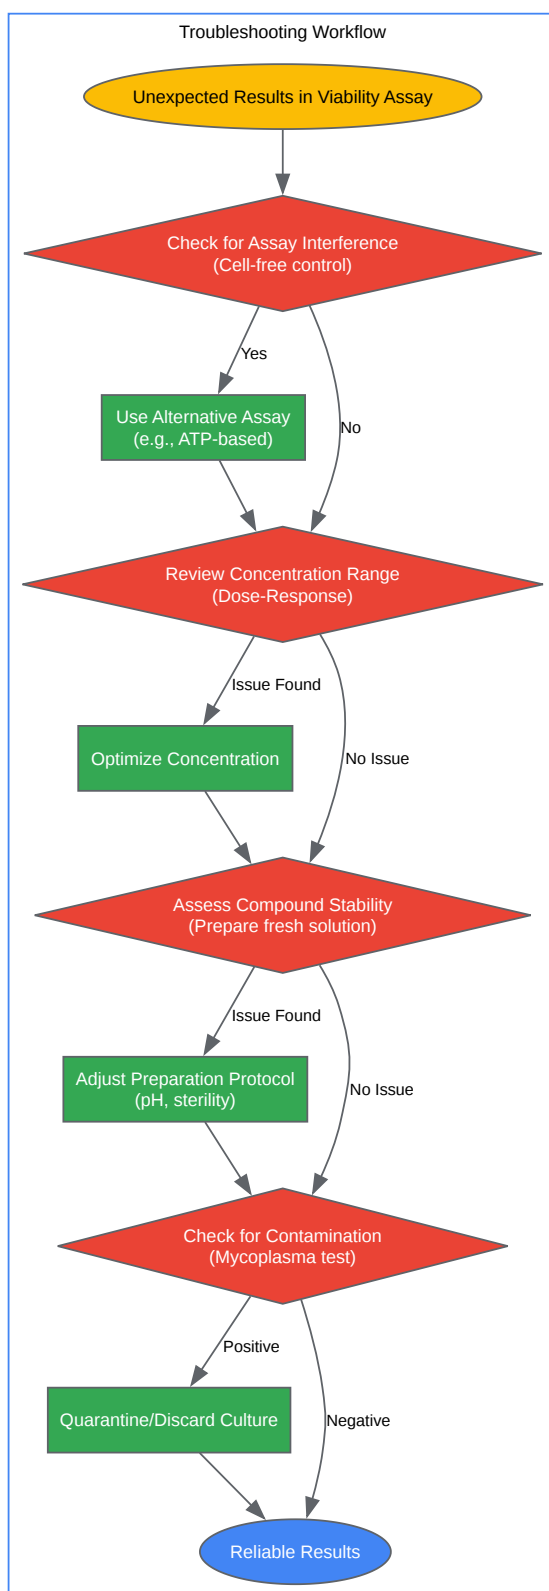 Troubleshooting Workflow
Unexpected Results in Viability Assay
Check for Assay Interference
(Cell-free control)
Yes
Use Alternative Assay
(e.g., ATP-based)
No
Review Concentration Range
(Dose-Response)
Issue Found
Optimize Concentration
No Issue
Assess Compound Stability
(Prepare fresh solution)
Issue Found
Adjust Preparation Protocol
(pH, sterility)
No Issue
Check for Contamination
(Mycoplasma test)
Positive
Quarantine/Discard Culture
Negative
Reliable Results